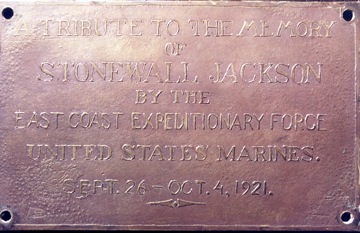 A TRIBUTE TO THE MEMORY
OF
STONEWALL JACKSON
BY THE
EAST COAST EXPEDITIONARY FORCE
UNITED STATES MARINES.
SEPT. 26 – OCT. 4, 1921.